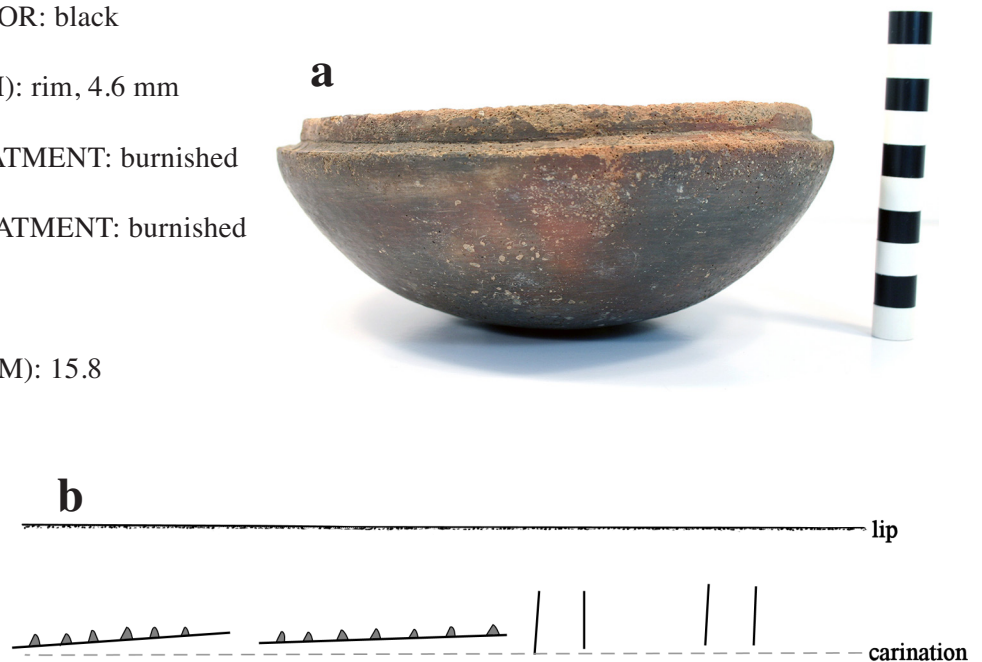 OR: black
a
): rim, 4.6 mm
ATMENT: burnished
ATMENT: burnished
M): 15.8
b
lip
carination